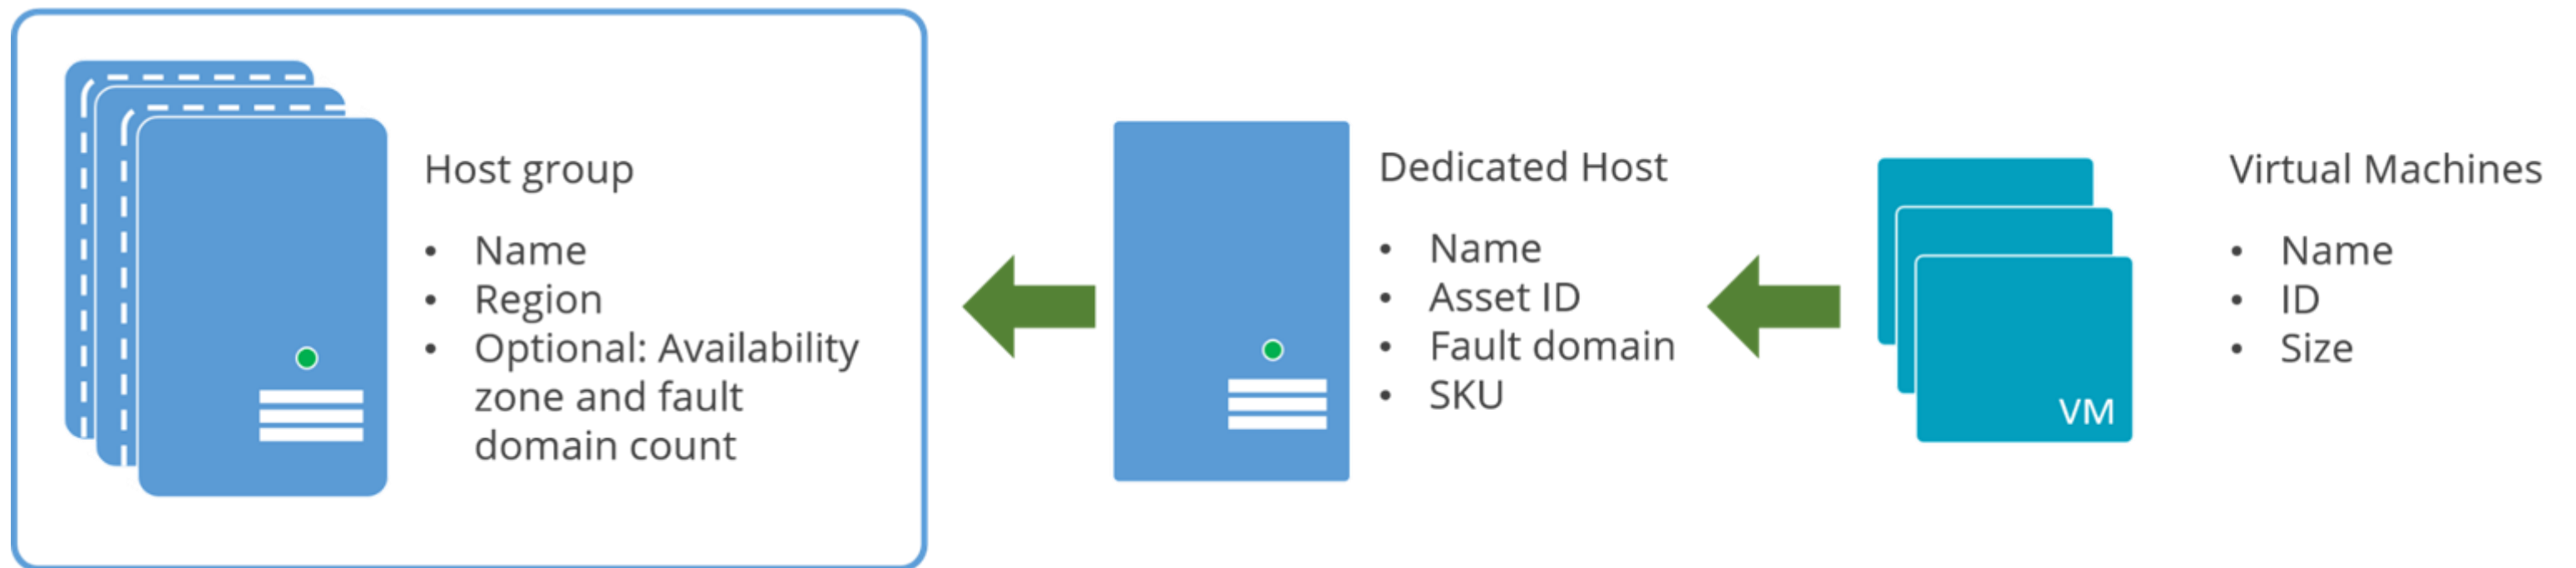 Host group
• Name
• Region
• Optional: Availability
zone and fault
domain count
Dedicated Host
• Name
• Asset ID
• Fault domain
• SKU
VM
Virtual Machines
• Name
• ID
• Size